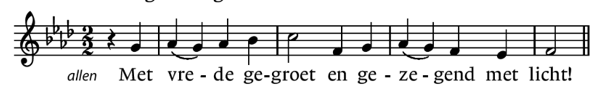 allen Met vre - de ge-groet en ge - ze - gend met licht!